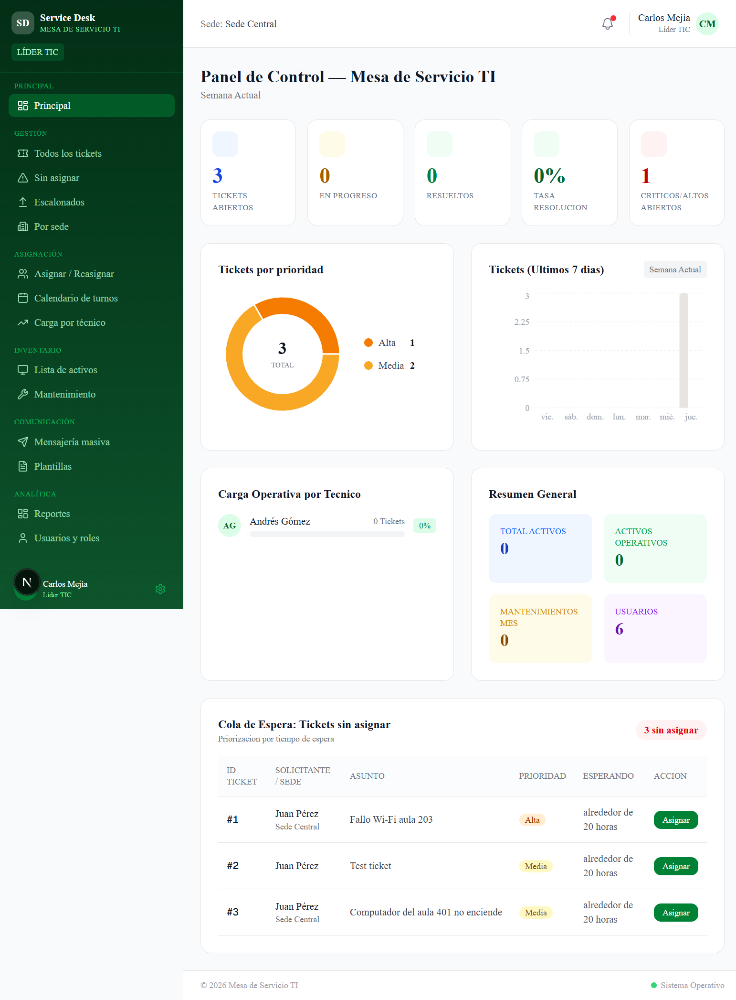 SD
Service Desk
MESA DE SERVICIO TI
LÍDER TIC
PRINCIPAL
Principal
GESTIÓN
Todos los tickets
Sin asignar
Escalonados
Por sede
ASIGNACIÓN
Asignar / Reasignar
Calendario de turnos
Carga por técnico
INVENTARIO
Lista de activos
Mantenimiento
COMUNICACIÓN
Mensajería masiva
Plantillas
ANALÍTICA
Reportes
Usuarios y roles
N
Carlos Mejía
Líder TIC
Sede: Sede Central
Carlos Mejía
Líder TIC
CM
Panel de Control — Mesa de Servicio TI
Semana Actual
3
TICKETS
ABIERTOS
0
EN PROGRESO
0
RESUELTOS
0%
TASA
RESOLUCION
1
CRITICOS/ALTOS
ABIERTOS
Tickets por prioridad
3
TOTAL
Alta 1
Media 2
Tickets (Ultimos 7 dias)
Semana Actual
3
2.25
1.5
0.75
0
vie. sáb. dom. lun. mar. mié. jue.
Carga Operativa por Tecnico
AG
Andrés Gómez
0 Tickets
0%
Resumen General
TOTAL ACTIVOS
0
ACTIVOS
OPERATIVOS
0
MANTENIMIENTOS
MES
0
USUARIOS
6
Cola de Espera: Tickets sin asignar
Priorizacion por tiempo de espera
3 sin asignar
ID
TICKET
SOLICITANTE
/ SEDE
ASUNTO
PRIORIDAD
ESPERANDO
ACCION
#1
Juan Pérez
Sede Central
Fallo Wi-Fi aula 203
Alta
alrededor de
20 horas
Asignar
#2
Juan Pérez
Test ticket
Media
alrededor de
20 horas
Asignar
#3
Juan Pérez
Sede Central
Computador del aula 401 no enciende
Media
alrededor de
20 horas
Asignar
© 2026 Mesa de Servicio TI
Sistema Operativo